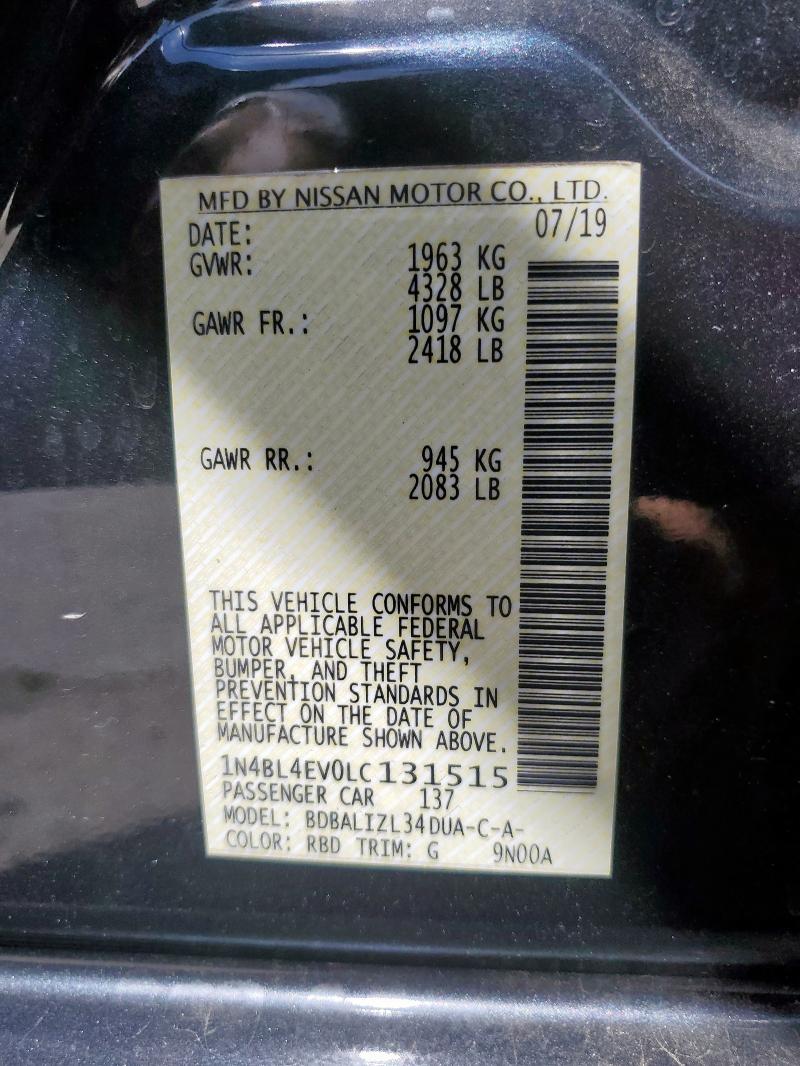 MFD BY NISSAN MOTOR CO., LTD.
DATE: 07/19
GVWR: 1963 KG
4328 LB
GAWR FR.: 1097 KG
2418 LB
GAWR RR.: 945 KG
2083 LB
THIS VEHICLE CONFORMS TO
ALL APPLICABLE FEDERAL
MOTOR VEHICLE SAFETY,
BUMPER, AND THEFT
PREVENTION STANDARDS IN
EFFECT ON THE DATE OF
MANUFACTURE SHOWN ABOVE.
1N4BL4EV0LC131515
PASSENGER CAR 137
MODEL: BDBALIZL34DUA-C-A-
COLOR: RBD TRIM: G 9N00A